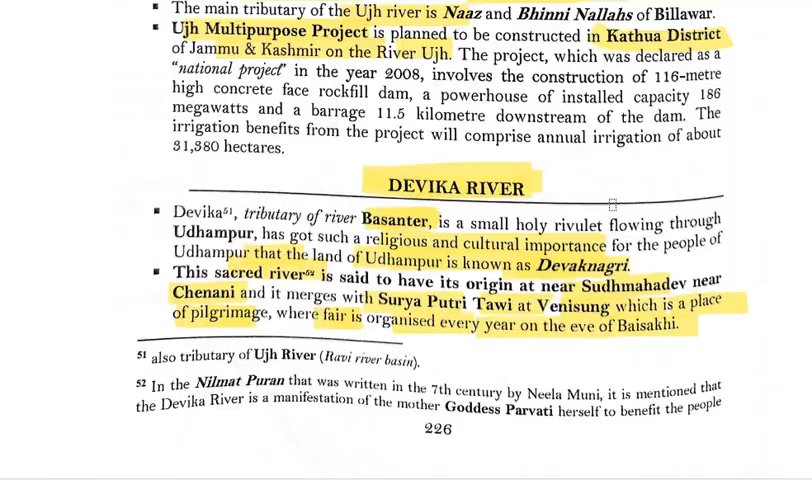 ▪ The main tributary of the Ujh river is Naaz and Bhinni Nallahs of Billawar.
▪ Ujh Multipurpose Project is planned to be constructed in Kathua District
of Jammu & Kashmir on the River Ujh. The project, which was declared as a
“national project” in the year 2008, involves the construction of 116-metre
high concrete face rockfill dam, a powerhouse of installed capacity 186
megawatts and a barrage 11.5 kilometre downstream of the dam. The
irrigation benefits from the project will comprise annual irrigation of about
31,380 hectares.
DEVIKA RIVER
▪ Devika⁵¹, tributary of river Basanter, is a small holy rivulet flowing through
Udhampur, has got such a religious and cultural importance for the people of
Udhampur that the land of Udhampur is known as Devaknagri.
▪ This sacred river⁵² is said to have its origin at near Sudhmahadev near
Chenani and it merges with Surya Putri Tawi at Venisung which is a place
of pilgrimage, where fair is organised every year on the eve of Baisakhi.
⁵¹ also tributary of Ujh River (Ravi river basin).
⁵² In the Nilmat Puran that was written in the 7th century by Neela Muni, it is mentioned that
the Devika River is a manifestation of the mother Goddess Parvati herself to benefit the people
226